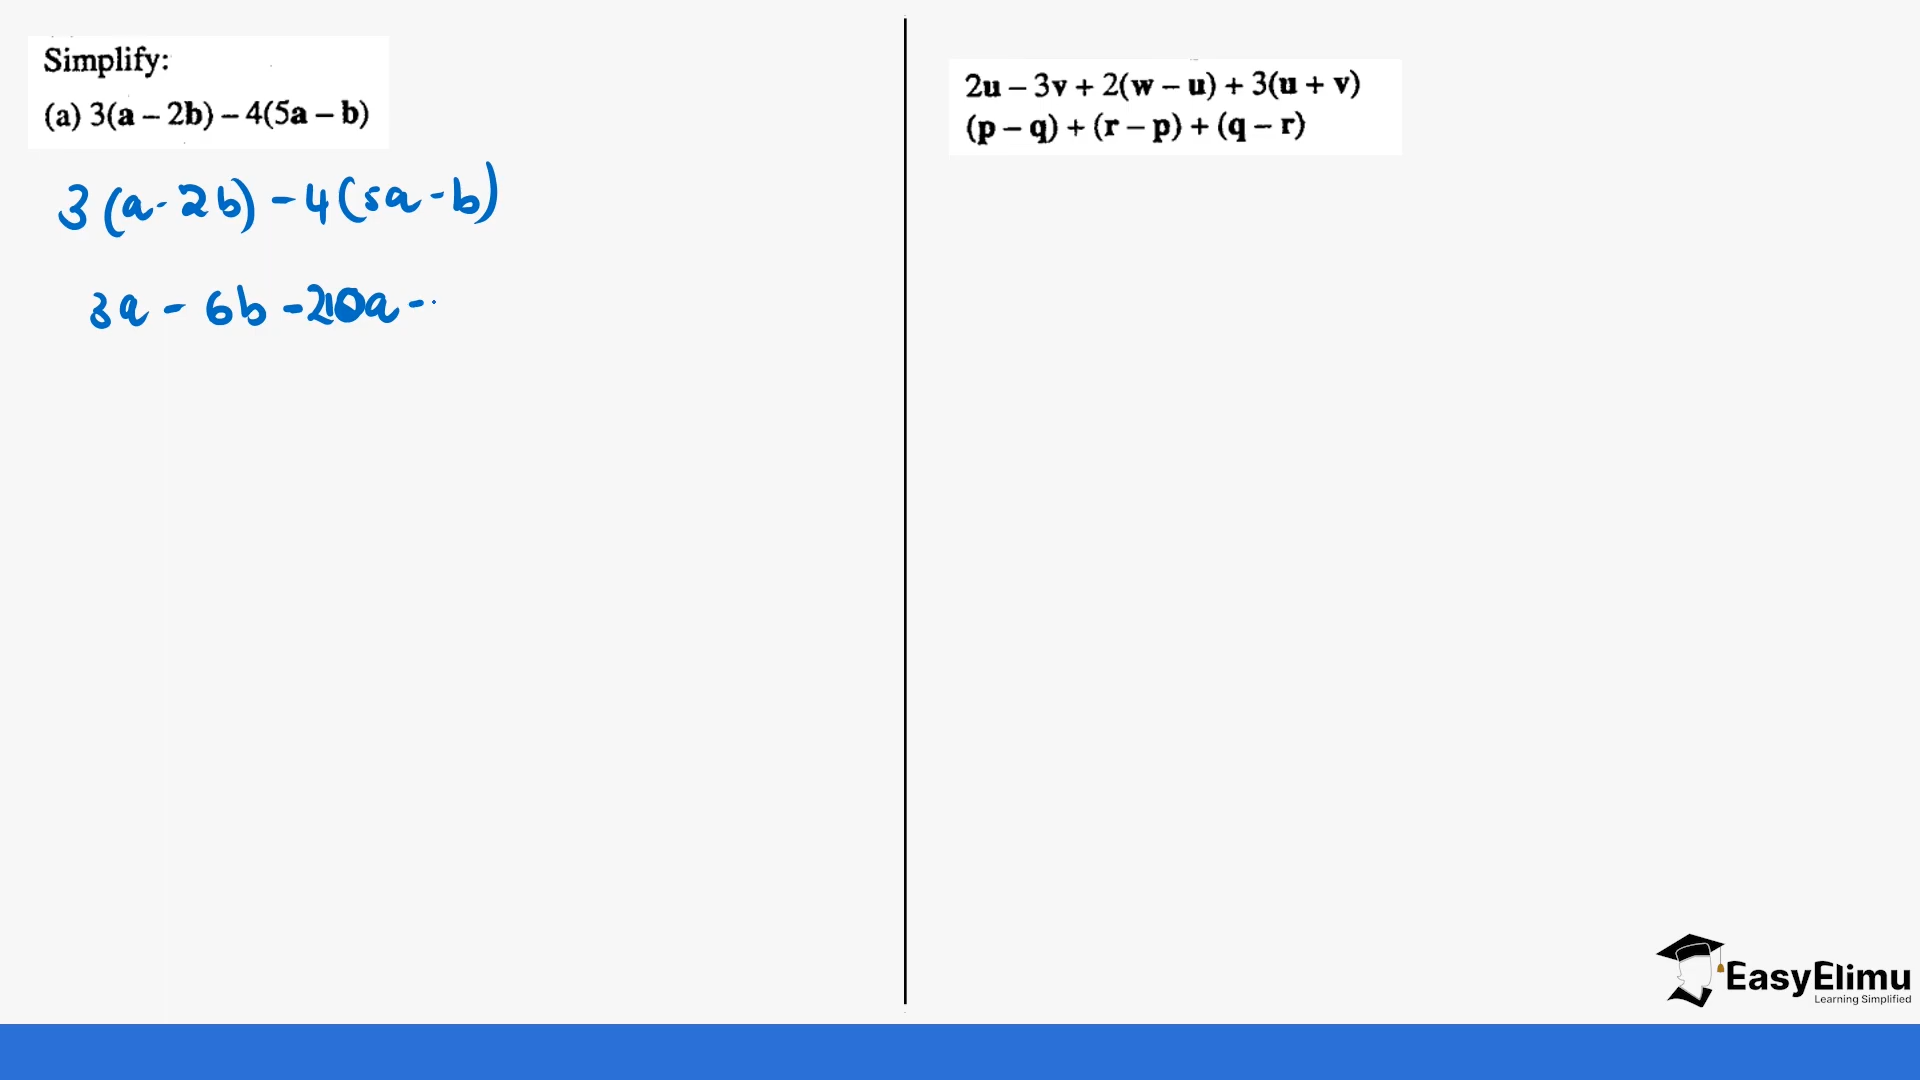 Simplify:
(a) 3(a – 2b) – 4(5a – b)
3(a - 2b) - 4(5a - b)
3a - 6b - 20a -
2u – 3v + 2(w – u) + 3(u + v)
(p – q) + (r – p) + (q – r)
EasyElimu
Learning Simplified